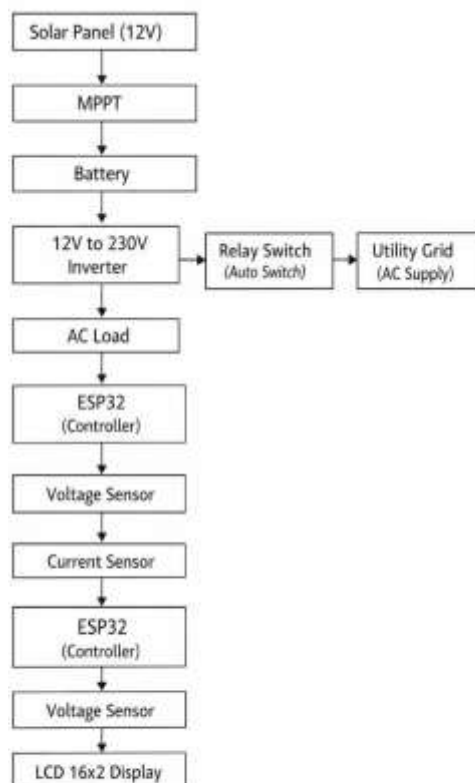 Solar Panel (12V)
MPPT
Battery
12V to 230V
Inverter
Relay Switch
(Auto Switch)
Utility Grid
(AC Supply)
AC Load
ESP32
(Controller)
Voltage Sensor
Current Sensor
ESP32
(Controller)
Voltage Sensor
LCD 16x2 Display